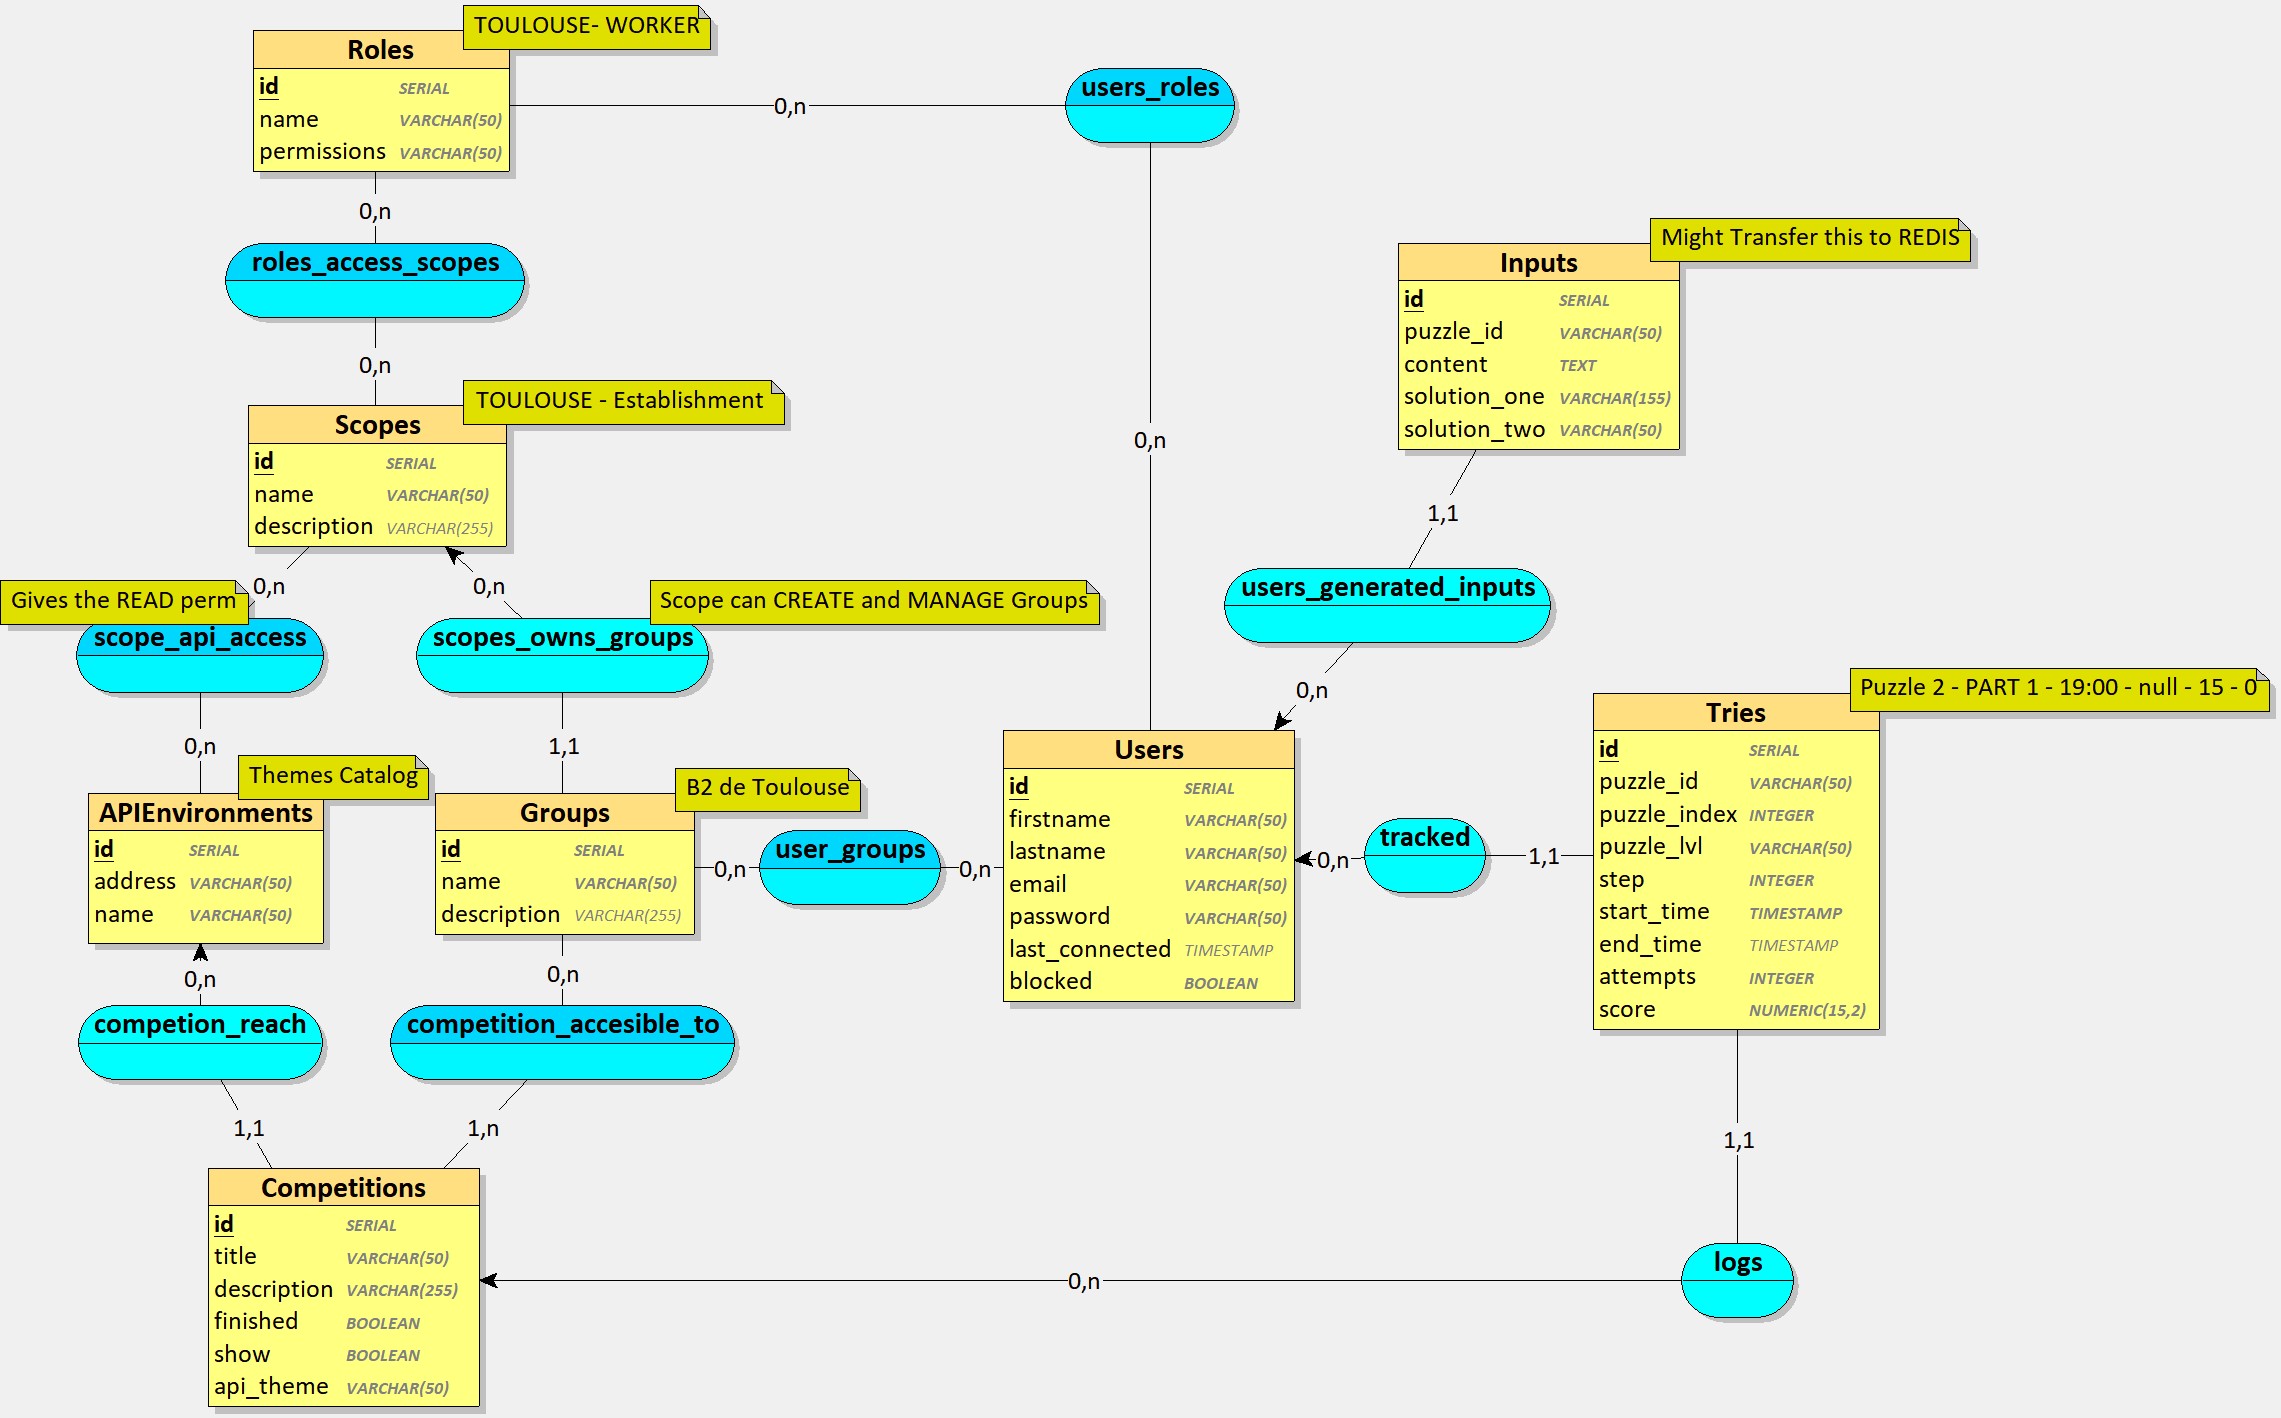 TOULOUSE- WORKER
Roles
id SERIAL
name VARCHAR(50)
permissions VARCHAR(50)
0,n
users_roles
0,n
roles_access_scopes
0,n
0,n
TOULOUSE - Establishment
Scopes
id SERIAL
name VARCHAR(50)
description VARCHAR(255)
Might Transfer this to REDIS
Inputs
id SERIAL
puzzle_id VARCHAR(50)
content TEXT
solution_one VARCHAR(155)
solution_two VARCHAR(50)
1,1
users_generated_inputs
0,n
0,n
0,n
Gives the READ perm
scope_api_access
Scope can CREATE and MANAGE Groups
scopes_owns_groups
0,n
1,1
Themes Catalog
APIEnvironments
id SERIAL
address VARCHAR(50)
name VARCHAR(50)
B2 de Toulouse
Groups
id SERIAL
name VARCHAR(50)
description VARCHAR(255)
0,n
user_groups
0,n
Users
id SERIAL
firstname VARCHAR(50)
lastname VARCHAR(50)
email VARCHAR(50)
password VARCHAR(50)
last_connected TIMESTAMP
blocked BOOLEAN
0,n
tracked
1,1
Puzzle 2 - PART 1 - 19:00 - null - 15 - 0
Tries
id SERIAL
puzzle_id VARCHAR(50)
puzzle_index INTEGER
puzzle_lvl VARCHAR(50)
step INTEGER
start_time TIMESTAMP
end_time TIMESTAMP
attempts INTEGER
score NUMERIC(15,2)
0,n
0,n
competion_reach
competition_accesible_to
1,1
1,n
1,1
Competitions
id SERIAL
title VARCHAR(50)
description VARCHAR(255)
finished BOOLEAN
show BOOLEAN
api_theme VARCHAR(50)
0,n
logs